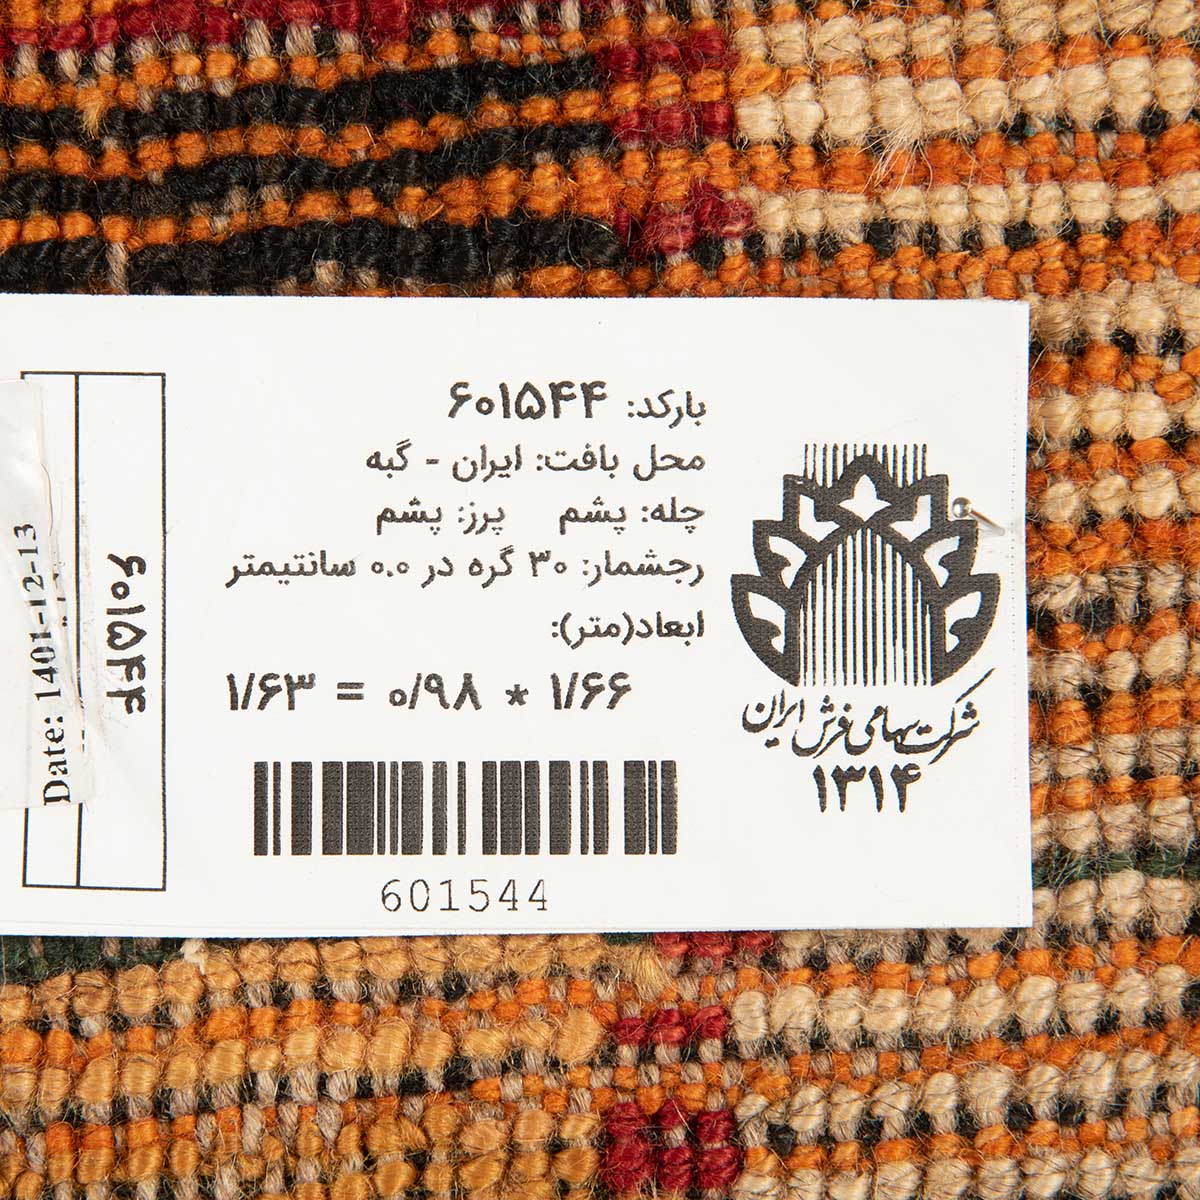 بارکد: ۶۰۱۵۴۴
محل بافت: ایران - گبه
چله: پشم پرز: پشم
رجشمار: ۳۰ گره در ۰.۰ سانتیمتر
ابعاد(متر):
۱/۶۳ = ۰/۹۸ * ۱/۶۶
601544
شرکت سهامی فرش ایران
۱۳۱۴
۶۰۱۵۴۴
Date: 1401-12-13